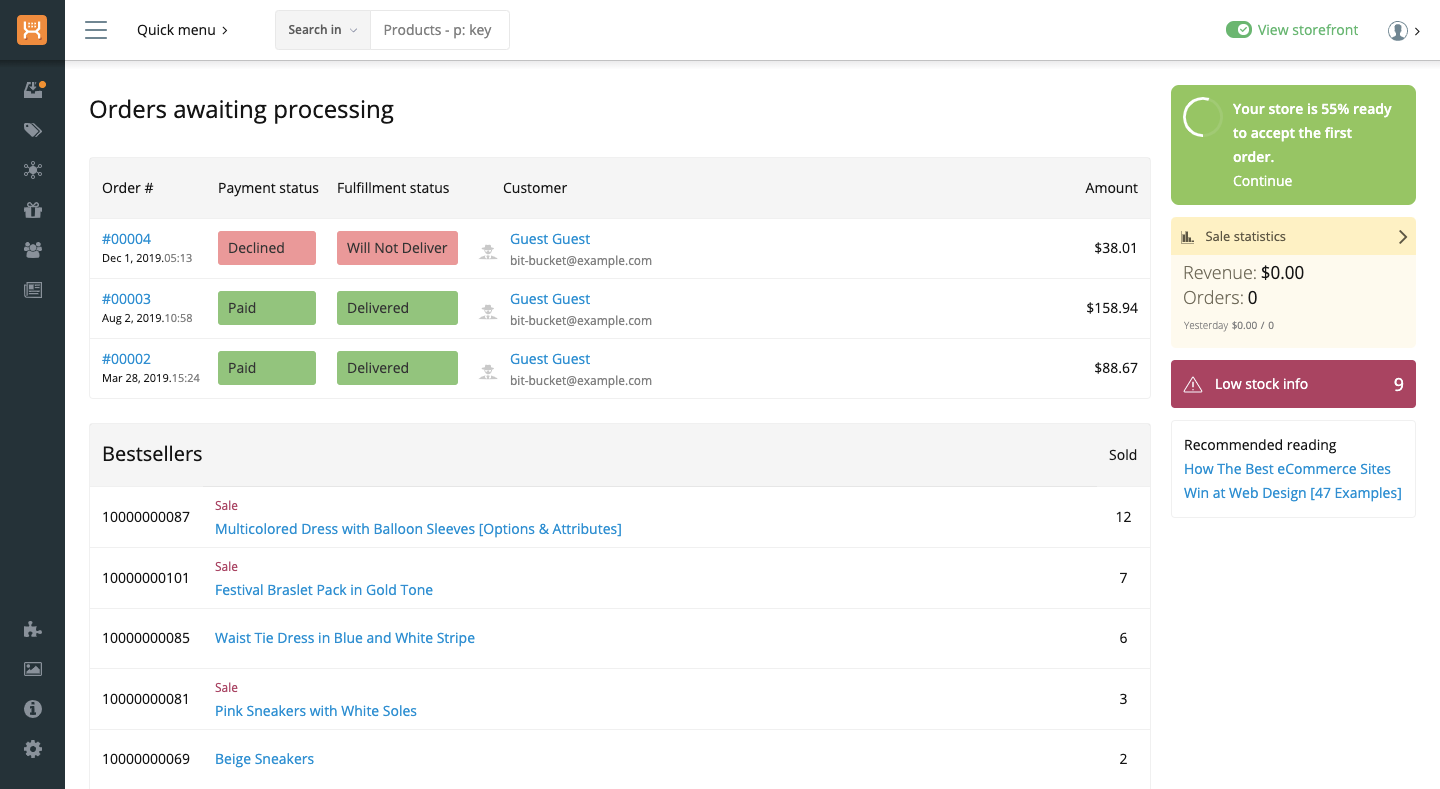 Quick menu
Search in
Products - p: key
View storefront
Orders awaiting processing
Order # Payment status Fulfillment status Customer Amount
#00004 Declined Will Not Deliver Guest Guest $38.01
Dec 1, 2019.05:13 bit-bucket@example.com
#00003 Paid Delivered Guest Guest $158.94
Aug 2, 2019.10:58 bit-bucket@example.com
#00002 Paid Delivered Guest Guest $88.67
Mar 28, 2019.15:24 bit-bucket@example.com
Bestsellers Sold
Sale
10000000087 Multicolored Dress with Balloon Sleeves [Options & Attributes] 12
Sale
10000000101 Festival Braslet Pack in Gold Tone 7
10000000085 Waist Tie Dress in Blue and White Stripe 6
Sale
10000000081 Pink Sneakers with White Soles 3
10000000069 Beige Sneakers 2
Your store is 55% ready
to accept the first
order.
Continue
Sale statistics
Revenue: $0.00
Orders: 0
Yesterday $0.00 / 0
Low stock info 9
Recommended reading
How The Best eCommerce Sites
Win at Web Design [47 Examples]